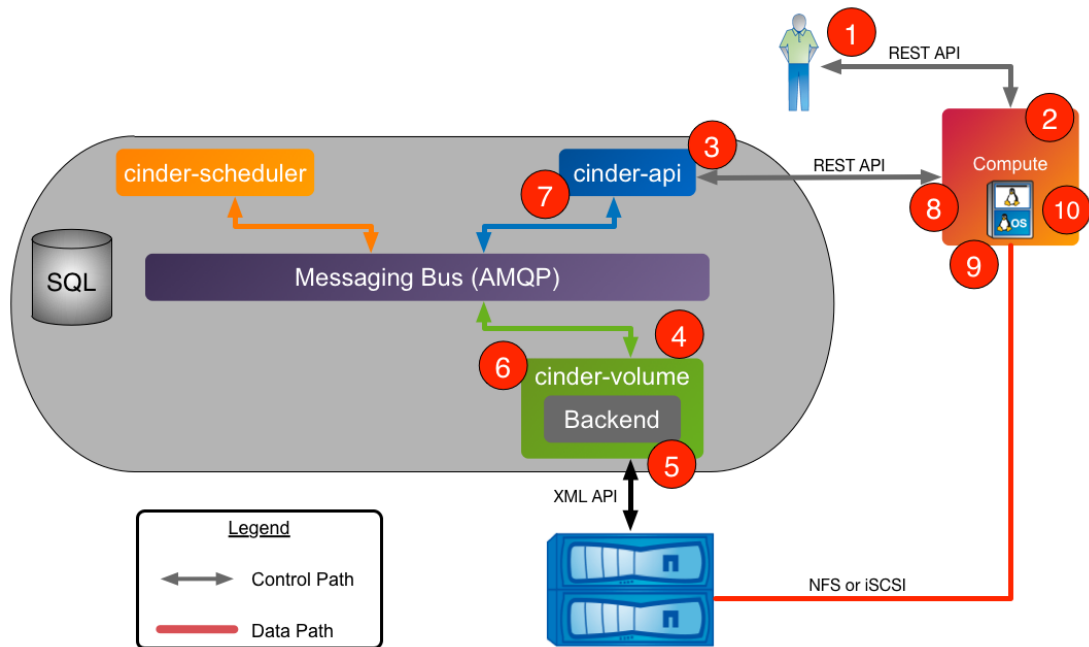 1
REST API
2
3
cinder-scheduler
cinder-api
REST API
Compute
7
8
OS
10
SQL
Messaging Bus (AMQP)
9
4
6
cinder-volume
Backend
5
XML API
Legend
Control Path
NFS or iSCSI
Data Path